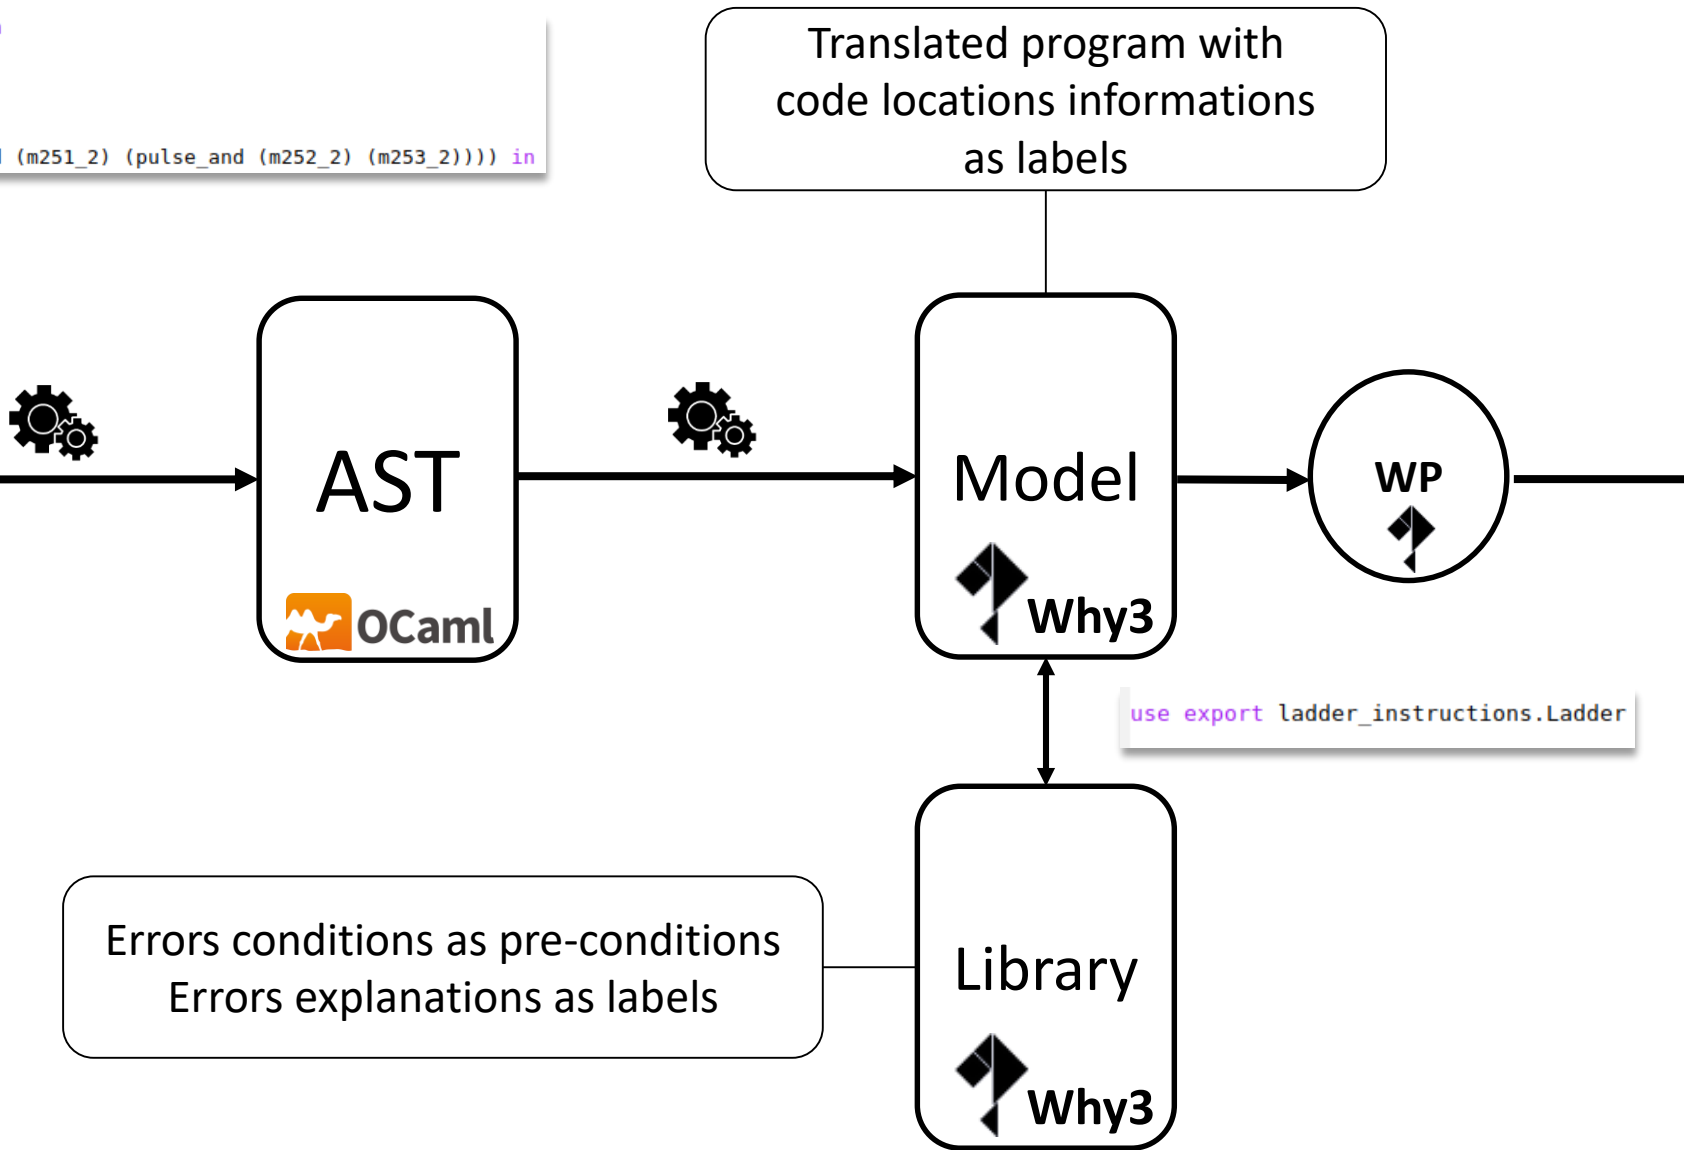 (m251_2) (pulse_and (m252_2) (m253_2)))) in
Translated program with
code locations informations
as labels
AST
OCaml
Model
Why3
WP
use export ladder_instructions.Ladder
Errors conditions as pre-conditions
Errors explanations as labels
Library
Why3